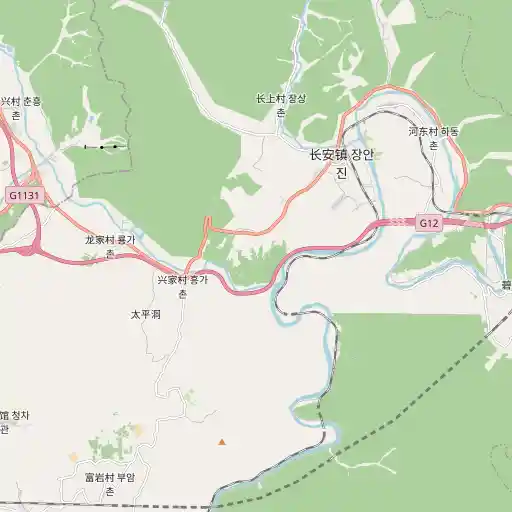 兴村 춘흥
촌
长上村 장상
촌
河东村 하동
촌
长安镇 장안
진
G1131
G12
龙家村 룡가
촌
兴家村 흥가
촌
碧
太平洞
馆 청차
관
富岩村 부암
촌